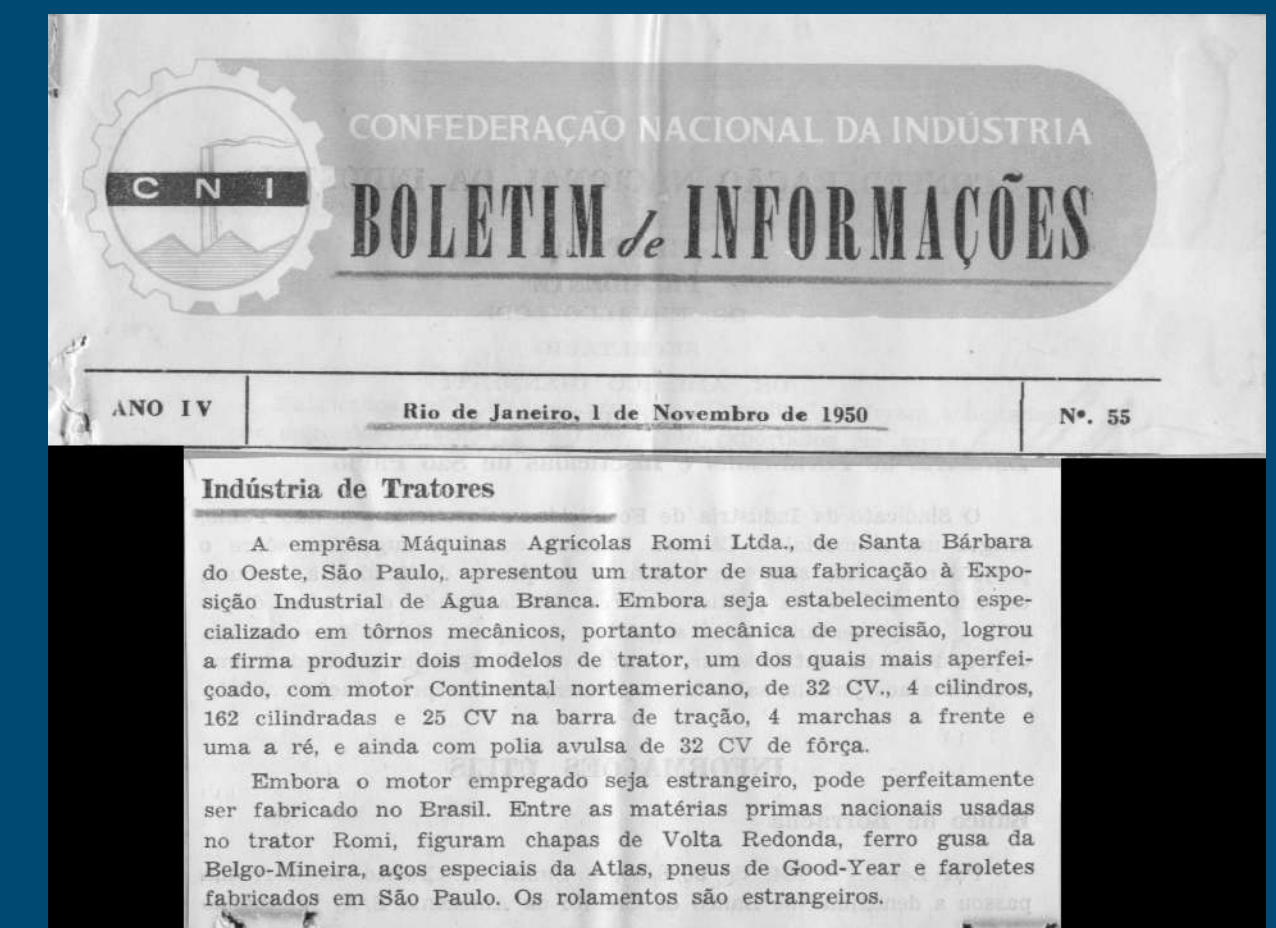 CONFEDERAÇÃO NACIONAL DA INDÚSTRIA
C N I
BOLETIM de INFORMAÇÕES
ANO IV
Rio de Janeiro, 1 de Novembro de 1950
Nº. 55
Indústria de Tratores
A emprêsa Máquinas Agrícolas Romi Ltda., de Santa Bárbara
do Oeste, São Paulo, apresentou um trator de sua fabricação à Expo-
sição Industrial de Água Branca. Embora seja estabelecimento espe-
cializado em tôrnos mecânicos, portanto mecânica de precisão, logrou
a firma produzir dois modelos de trator, um dos quais mais aperfei-
çoado, com motor Continental norteamericano, de 32 CV., 4 cilindros,
162 cilindradas e 25 CV na barra de tração, 4 marchas a frente e
uma a ré, e ainda com polia avulsa de 32 CV de fôrça.
Embora o motor empregado seja estrangeiro, pode perfeitamente
ser fabricado no Brasil. Entre as matérias primas nacionais usadas
no trator Romi, figuram chapas de Volta Redonda, ferro gusa da
Belgo-Mineira, aços especiais da Atlas, pneus de Good-Year e faroletes
fabricados em São Paulo. Os rolamentos são estrangeiros.